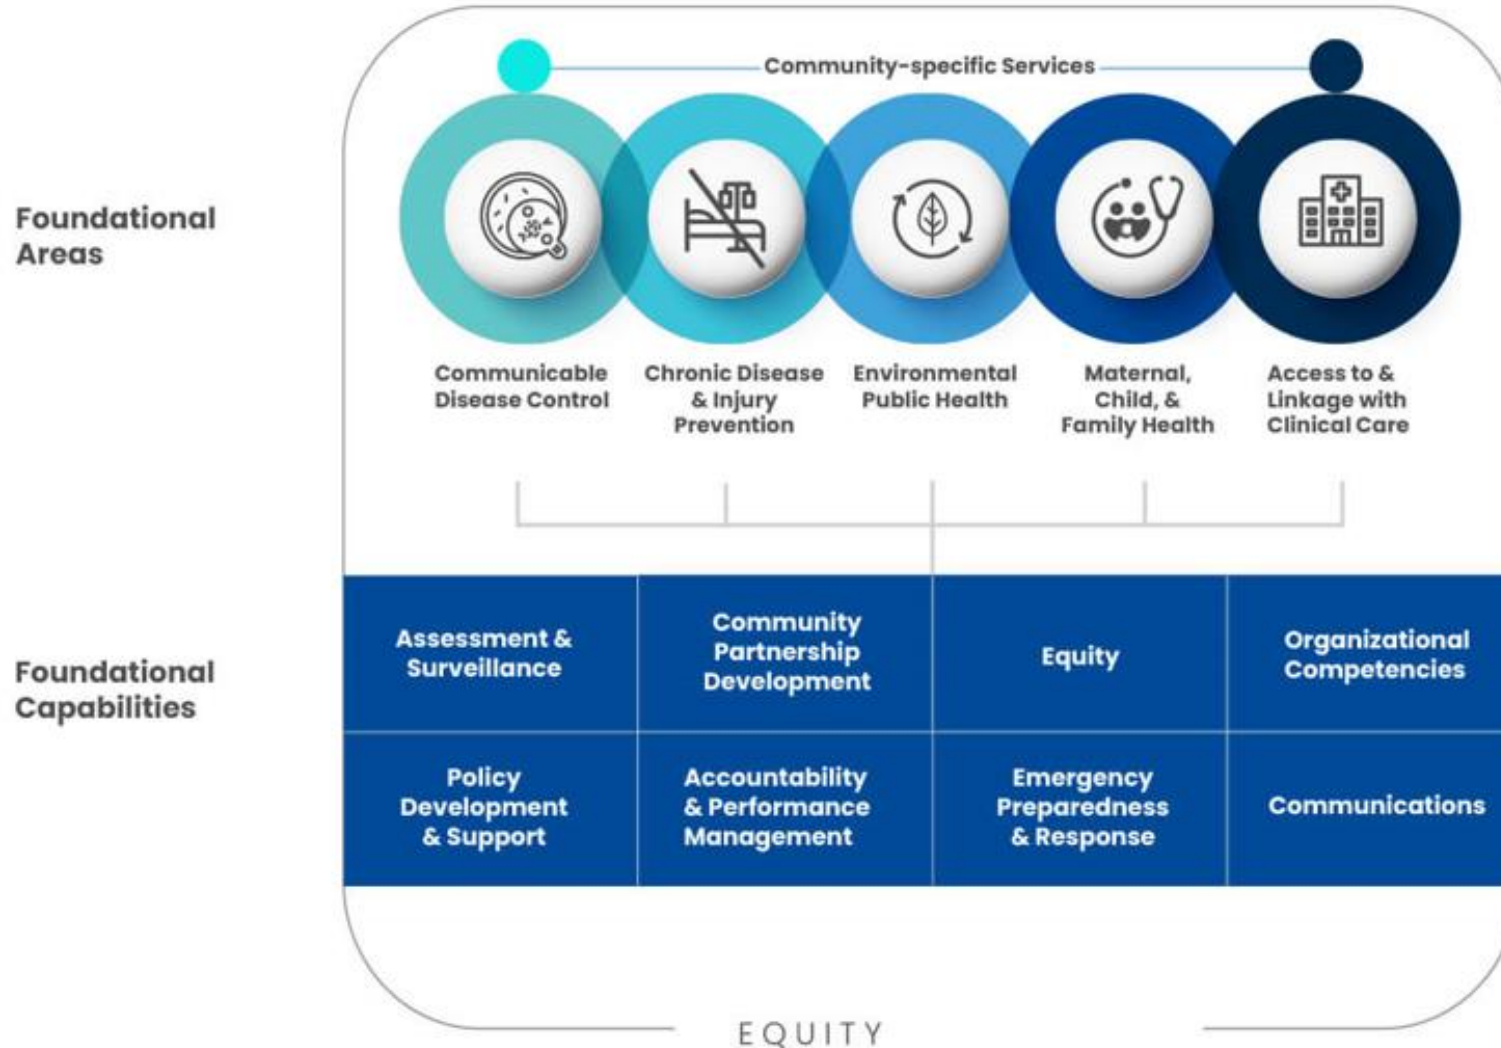 Community-specific Services
Foundational
Areas
Communicable
Disease Control
Chronic Disease
& Injury
Prevention
Environmental
Public Health
Maternal,
Child, &
Family Health
Access to &
Linkage with
Clinical Care
Foundational
Capabilities
Assessment &
Surveillance
Community
Partnership
Development
Equity
Organizational
Competencies
Policy
Development
& Support
Accountability
& Performance
Management
Emergency
Preparedness
& Response
Communications
EQUITY